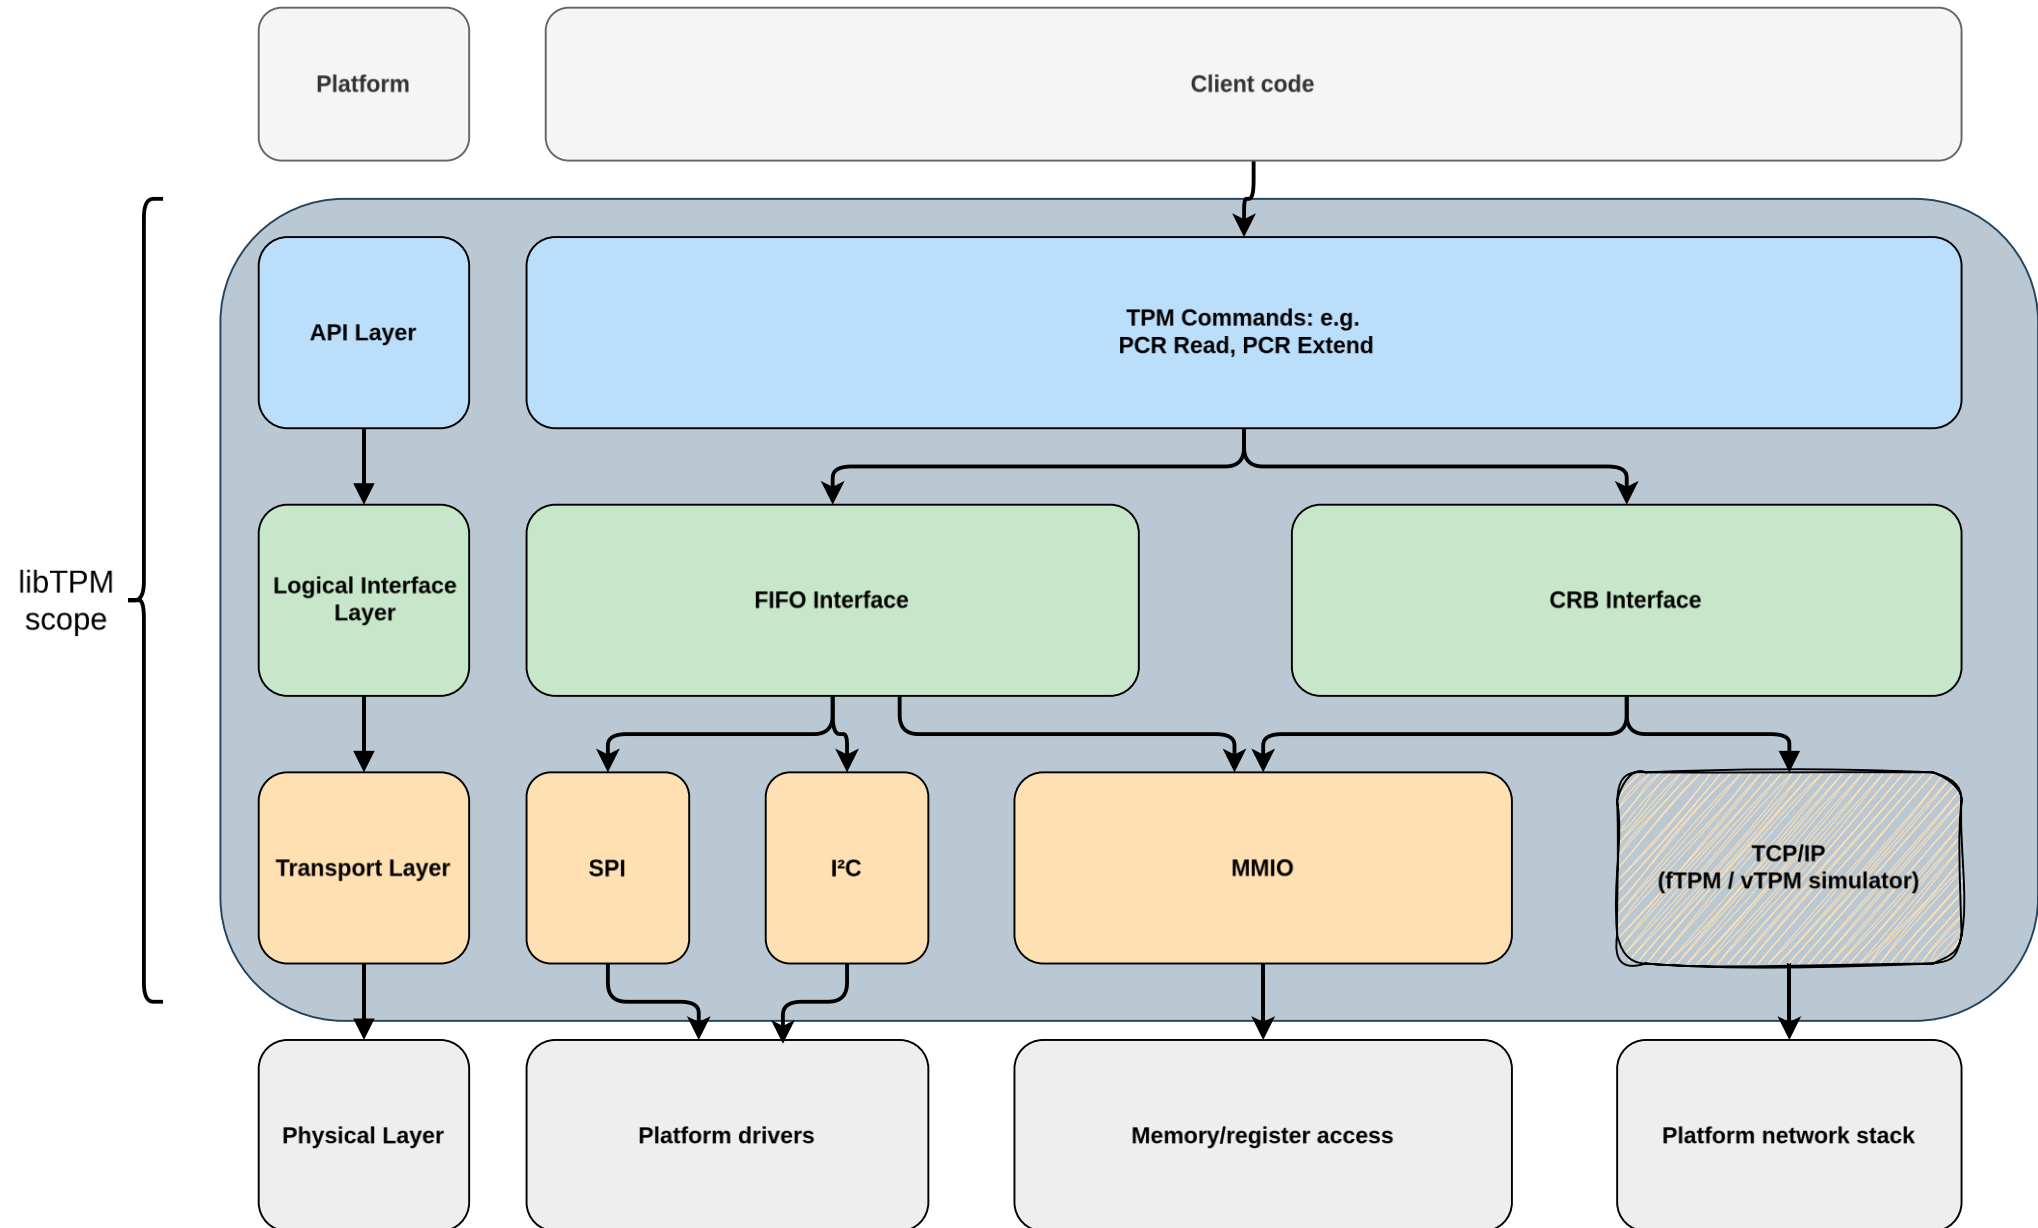 Platform
Client code
API Layer
TPM Commands: e.g.
PCR Read, PCR Extend
libTPM
scope
Logical Interface
Layer
FIFO Interface
CRB Interface
Transport Layer
SPI
I²C
MMIO
TCP/IP
(fTPM / vTPM simulator)
Physical Layer
Platform drivers
Memory/register access
Platform network stack